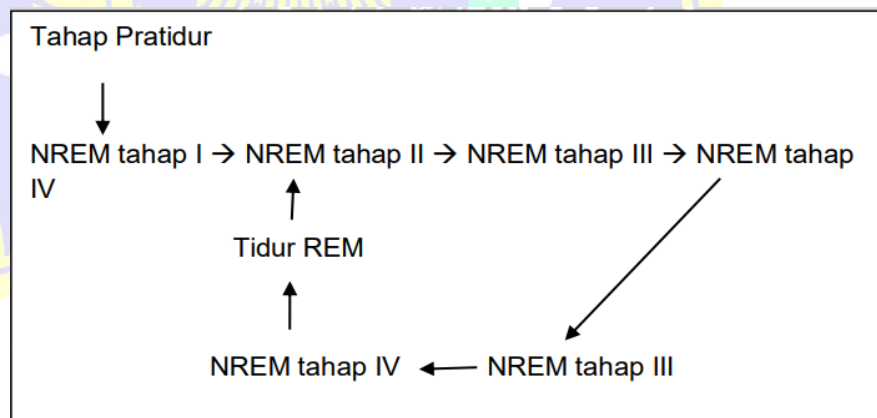 Tahap Pratidur
NREM tahap I → NREM tahap II → NREM tahap III → NREM tahap
IV
Tidur REM
NREM tahap IV NREM tahap III